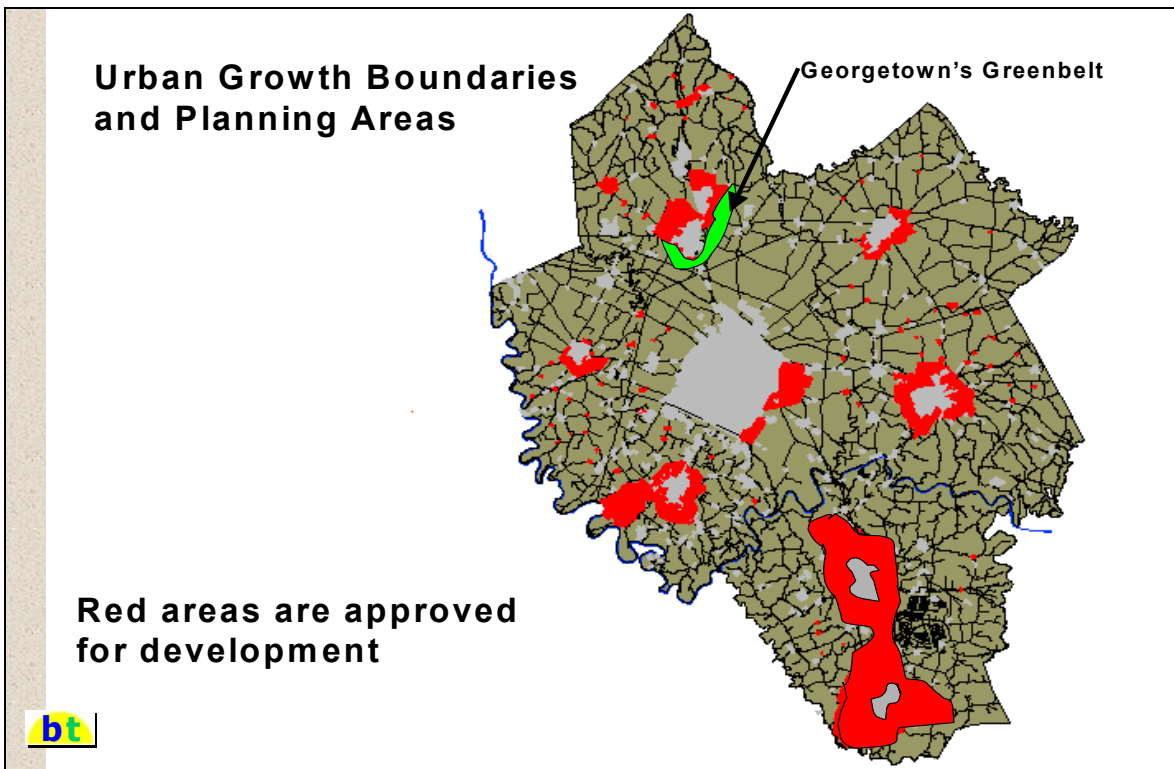 Urban Growth Boundaries
and Planning Areas
Georgetown's Greenbelt
Red areas are approved
for development
bt